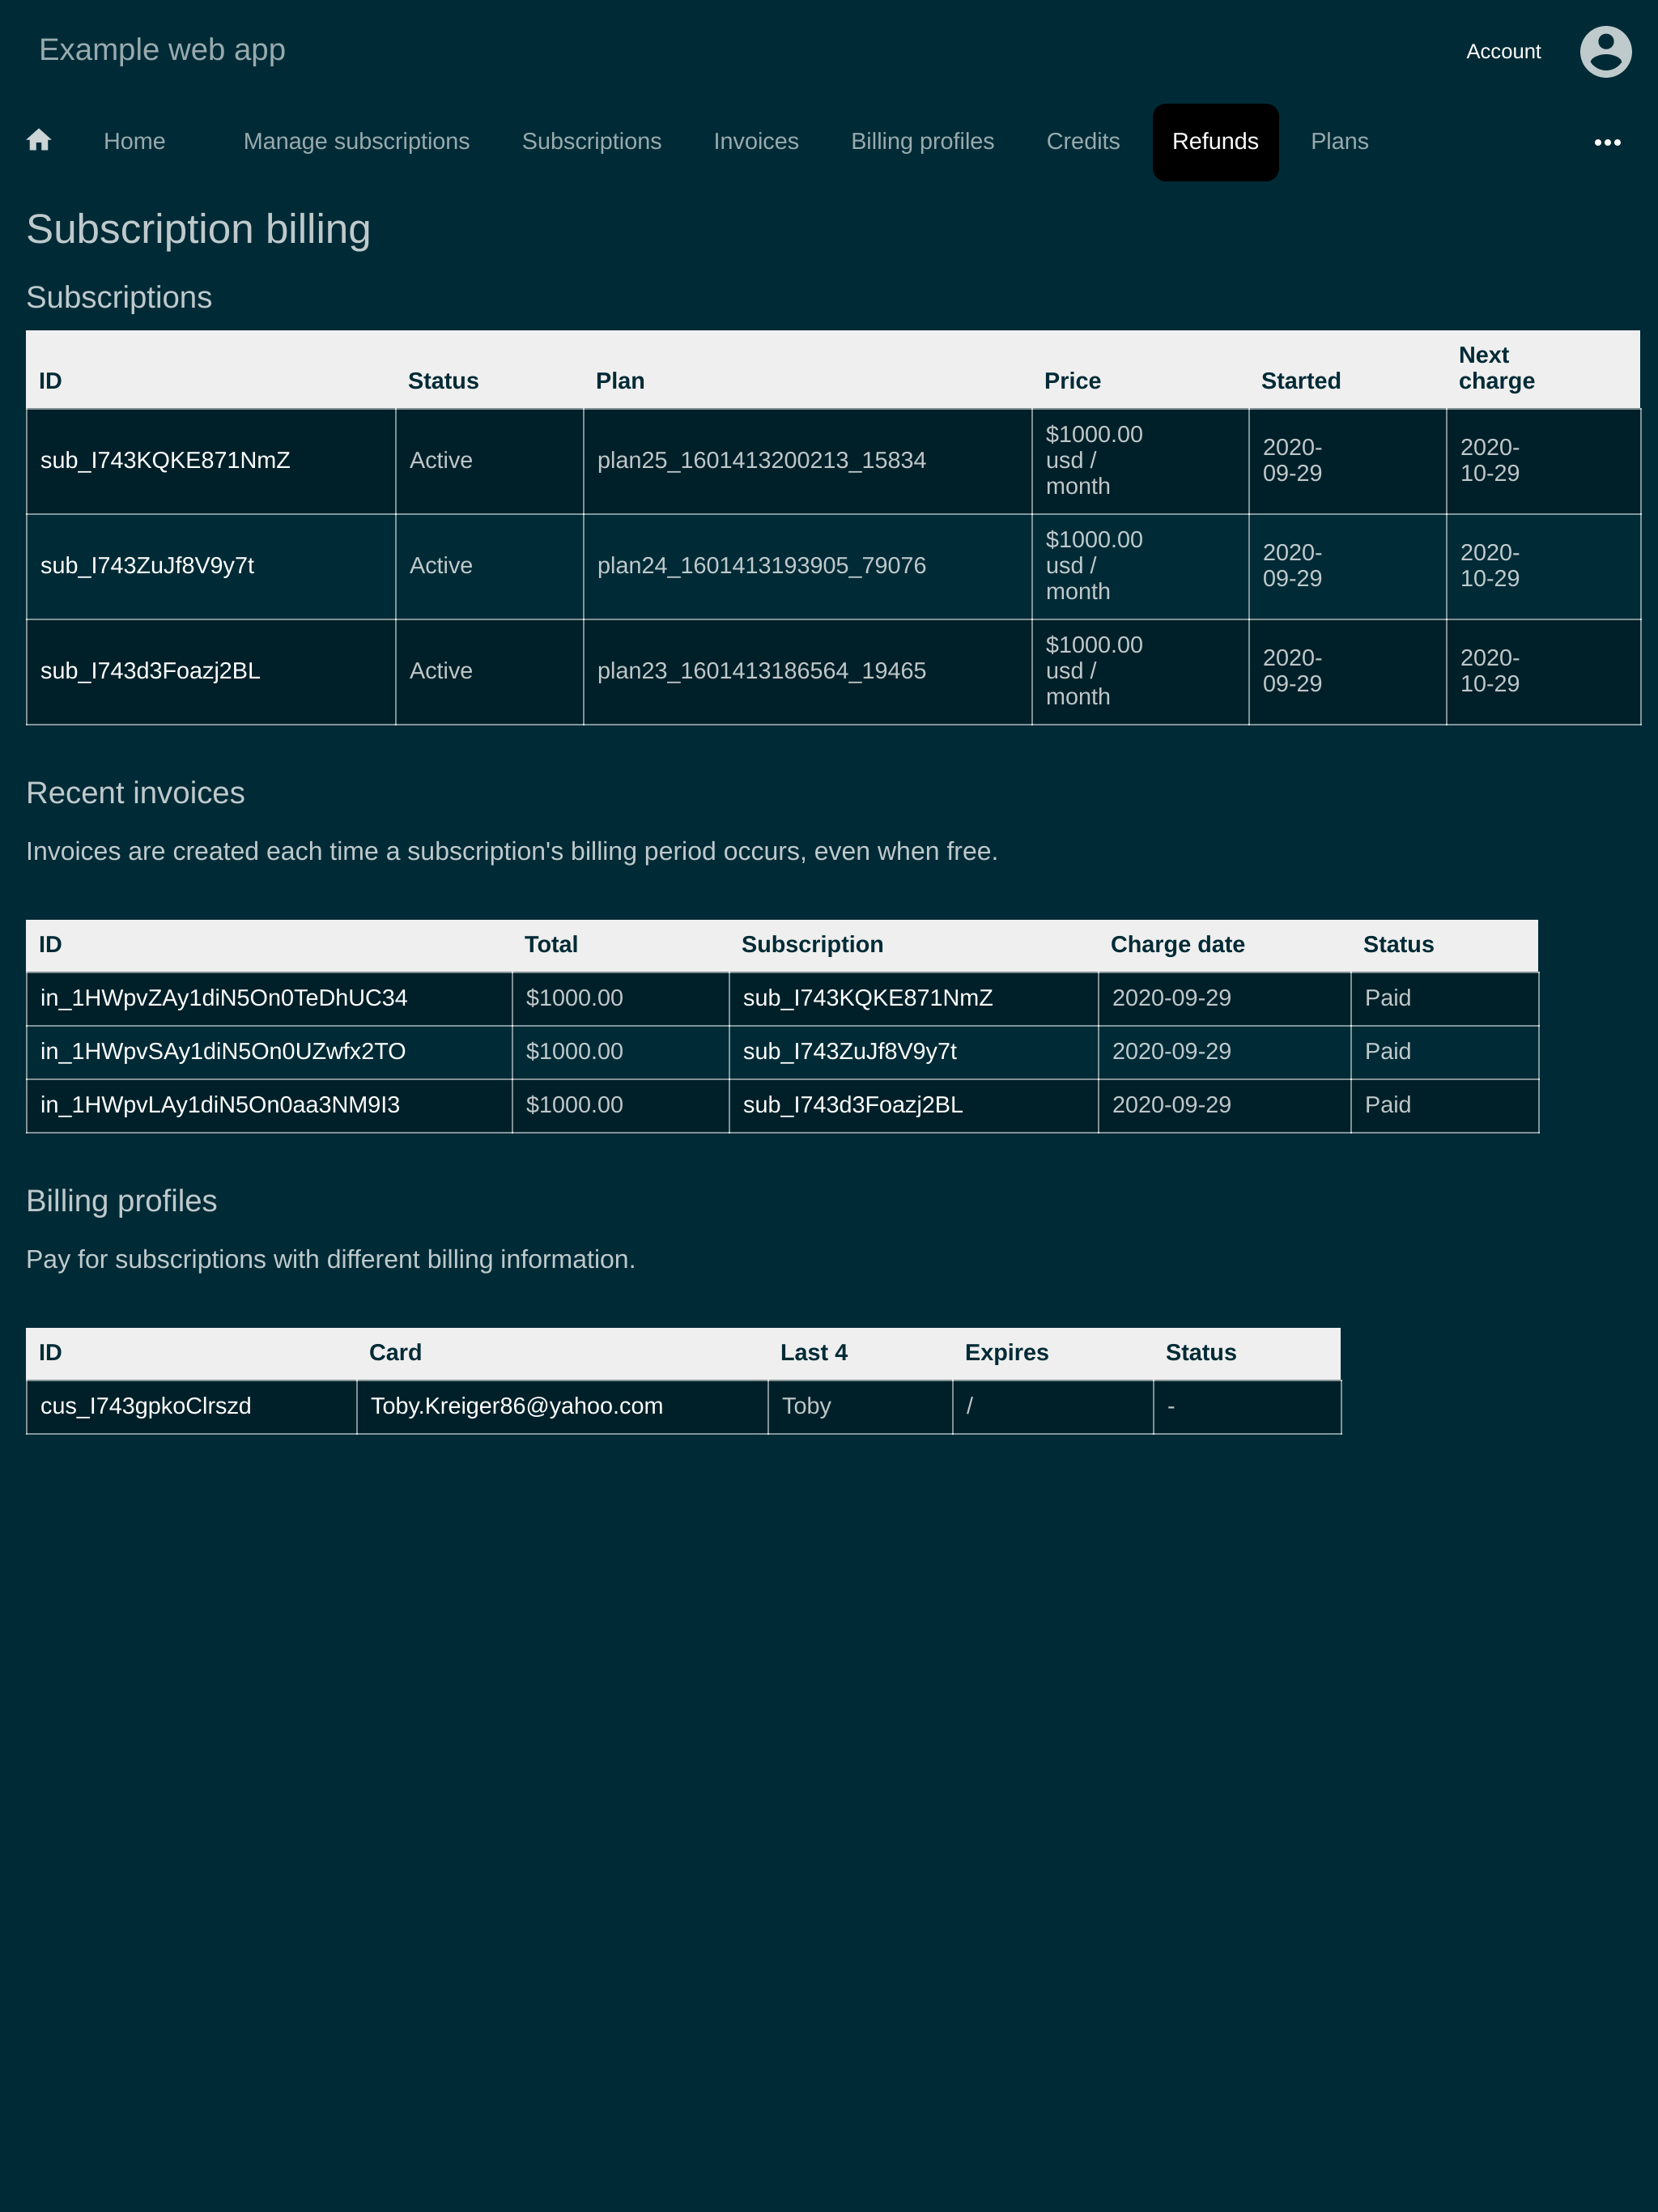 Example web app
Account
Home Manage subscriptions Subscriptions Invoices Billing profiles Credits Refunds Plans
Subscription billing
Subscriptions
ID Status Plan Price Started Next charge
sub_I743KQKE871NmZ Active plan25_1601413200213_15834 $1000.00 usd / month 2020-09-29 2020-10-29
sub_I743ZuJf8V9y7t Active plan24_1601413193905_79076 $1000.00 usd / month 2020-09-29 2020-10-29
sub_I743d3Foazj2BL Active plan23_1601413186564_19465 $1000.00 usd / month 2020-09-29 2020-10-29
Recent invoices
Invoices are created each time a subscription's billing period occurs, even when free.
ID Total Subscription Charge date Status
in_1HWpvZAy1diN5On0TeDhUC34 $1000.00 sub_I743KQKE871NmZ 2020-09-29 Paid
in_1HWpvSAy1diN5On0UZwfx2TO $1000.00 sub_I743ZuJf8V9y7t 2020-09-29 Paid
in_1HWpvLAy1diN5On0aa3NM9I3 $1000.00 sub_I743d3Foazj2BL 2020-09-29 Paid
Billing profiles
Pay for subscriptions with different billing information.
ID Card Last 4 Expires Status
cus_I743gpkoClrszd Toby.Kreiger86@yahoo.com Toby / -